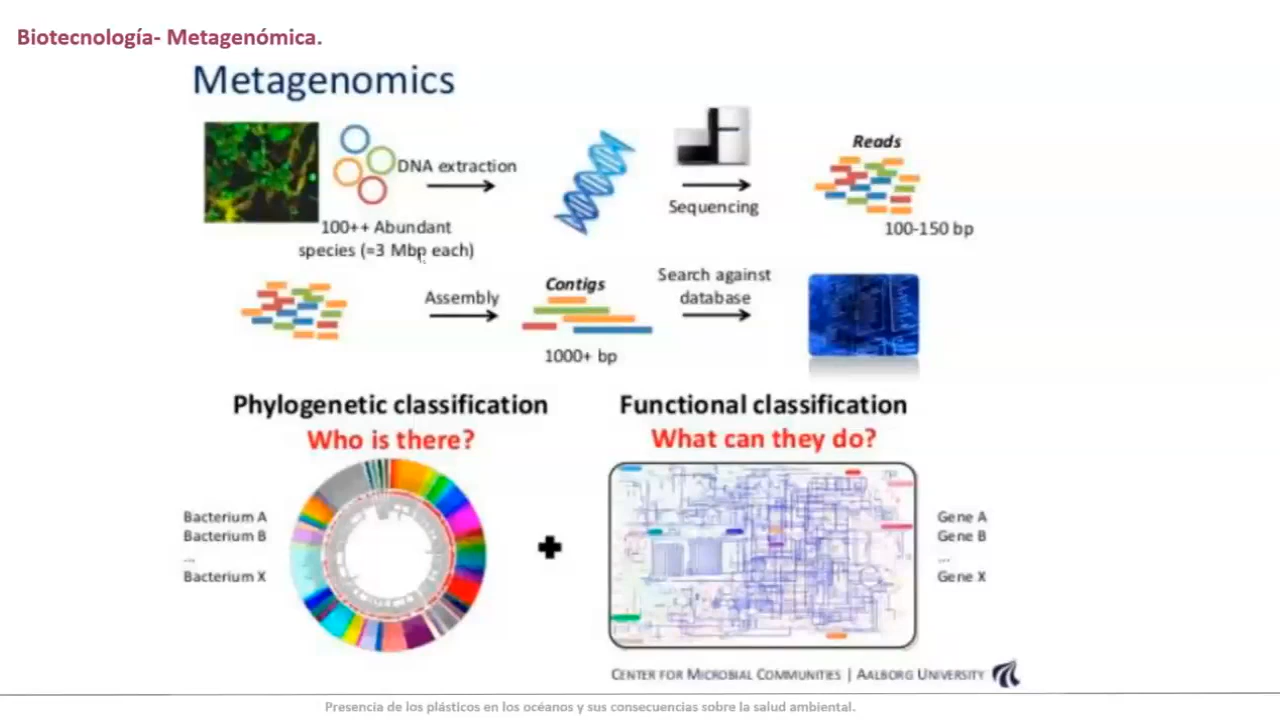 Biotecnología- Metagenómica.
Metagenomics
DNA extraction
100++ Abundant
species (≈3 Mbp each)
Sequencing
Reads
100-150 bp
Assembly
Contigs
1000+ bp
Search against
database
Phylogenetic classification
Who is there?
Functional classification
What can they do?
Bacterium A
Bacterium B
...
Bacterium X
Gene A
Gene B
...
Gene X
CENTER FOR MICROBIAL COMMUNITIES | AALBORG UNIVERSITY
Presencia de los plásticos en los océanos y sus consecuencias sobre la salud ambiental.